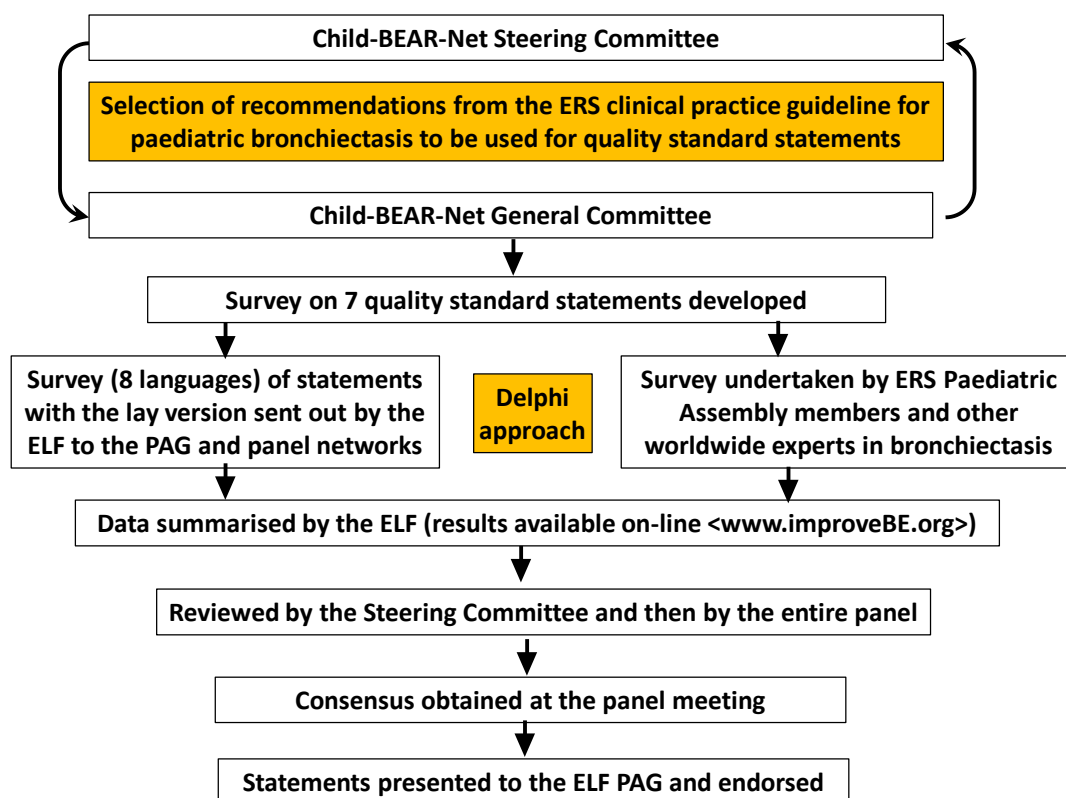 Child-BEAR-Net Steering Committee
Selection of recommendations from the ERS clinical practice guideline for
paediatric bronchiectasis to be used for quality standard statements
Child-BEAR-Net General Committee
Survey on 7 quality standard statements developed
Survey (8 languages) of statements
with the lay version sent out by the
ELF to the PAG and panel networks
Delphi
approach
Survey undertaken by ERS Paediatric
Assembly members and other
worldwide experts in bronchiectasis
Data summarised by the ELF (results available on-line <www.improveBE.org>)
Reviewed by the Steering Committee and then by the entire panel
Consensus obtained at the panel meeting
Statements presented to the ELF PAG and endorsed